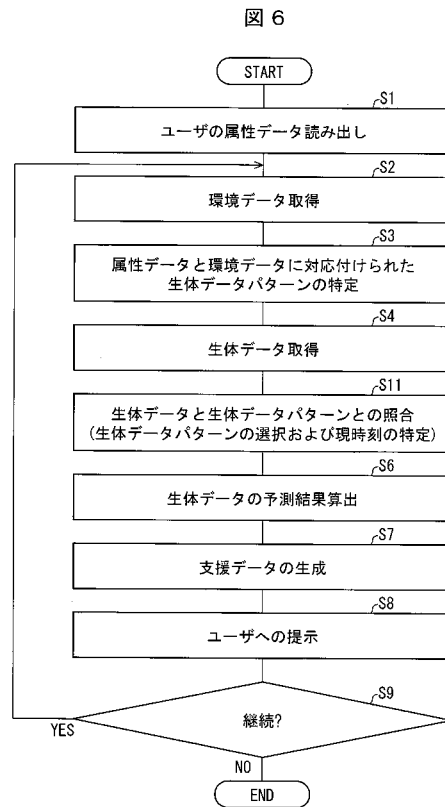 図6
START
S1
ユーザの属性データ読み出し
S2
環境データ取得
S3
属性データと環境データに対応付けられた
生体データパターンの特定
S4
生体データ取得
S11
生体データと生体データパターンとの照合
(生体データパターンの選択および現時刻の特定)
S6
生体データの予測結果算出
S7
支援データの生成
S8
ユーザへの提示
S9
継続?
YES
NO
END